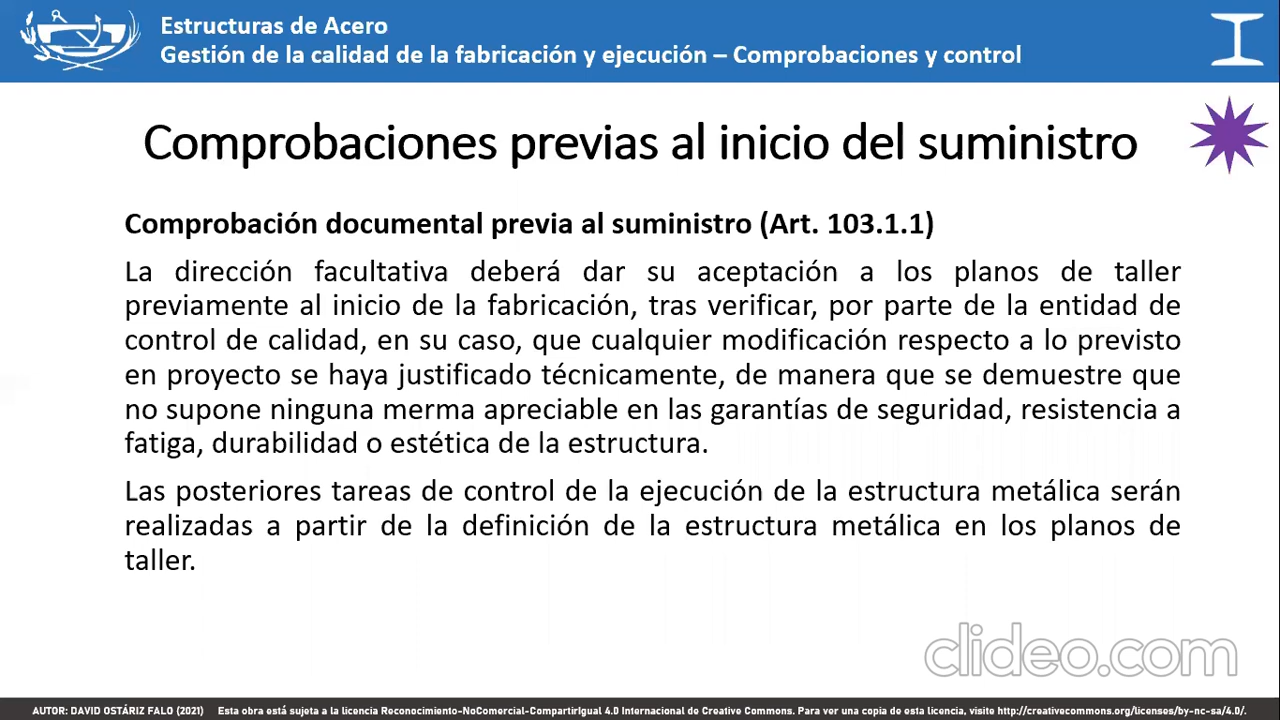 Estructuras de Acero
Gestión de la calidad de la fabricación y ejecución – Comprobaciones y control
Comprobaciones previas al inicio del suministro
Comprobación documental previa al suministro (Art. 103.1.1)
La dirección facultativa deberá dar su aceptación a los planos de taller
previamente al inicio de la fabricación, tras verificar, por parte de la entidad de
control de calidad, en su caso, que cualquier modificación respecto a lo previsto
en proyecto se haya justificado técnicamente, de manera que se demuestre que
no supone ninguna merma apreciable en las garantías de seguridad, resistencia a
fatiga, durabilidad o estética de la estructura.
Las posteriores tareas de control de la ejecución de la estructura metálica serán
realizadas a partir de la definición de la estructura metálica en los planos de
taller.
clideo.com
AUTOR: DAVID OSTÁRIZ FALO (2021) Esta obra está sujeta a la licencia Reconocimiento-NoComercial-CompartirIgual 4.0 Internacional de Creative Commons. Para ver una copia de esta licencia, visite http://creativecommons.org/licenses/by-nc-sa/4.0/.